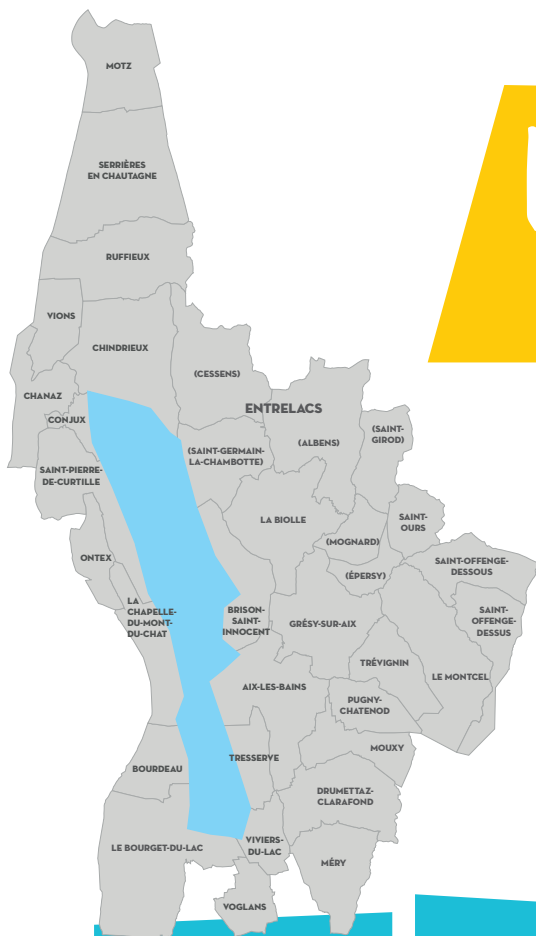 MOTZ
SERRIÈRES
EN CHAUTAGNE
RUFFIEUX
VIONS
CHINDRIEUX
(CESSENS)
CHANAZ
ENTRELACS
CONJUX
(SAINT-
GIROD)
(ALBENS)
(SAINT-GERMAIN-
LA-CHAMBOTTE)
SAINT-PIERRE-
DE-CURTILLE
LA BIOLLE
SAINT-
OURS
(MOGNARD)
ONTEX
SAINT-OFFENGE-
DESSOUS
(ÉPERSY)
LA
CHAPELLE-
DU-MONT-
DU-CHAT
BRISON-
SAINT-
INNOCENT
GRÉSY-SUR-AIX
SAINT-
OFFENGE-
DESSUS
TRÉVIGNIN
LE MONTCEL
AIX-LES-BAINS
PUGNY-
CHATENOD
MOUXY
TRESSERVE
BOURDEAU
DRUMETTAZ-
CLARAFOND
VIVIERS-
DU-LAC
LE BOURGET-DU-LAC
MÉRY
VOGLANS